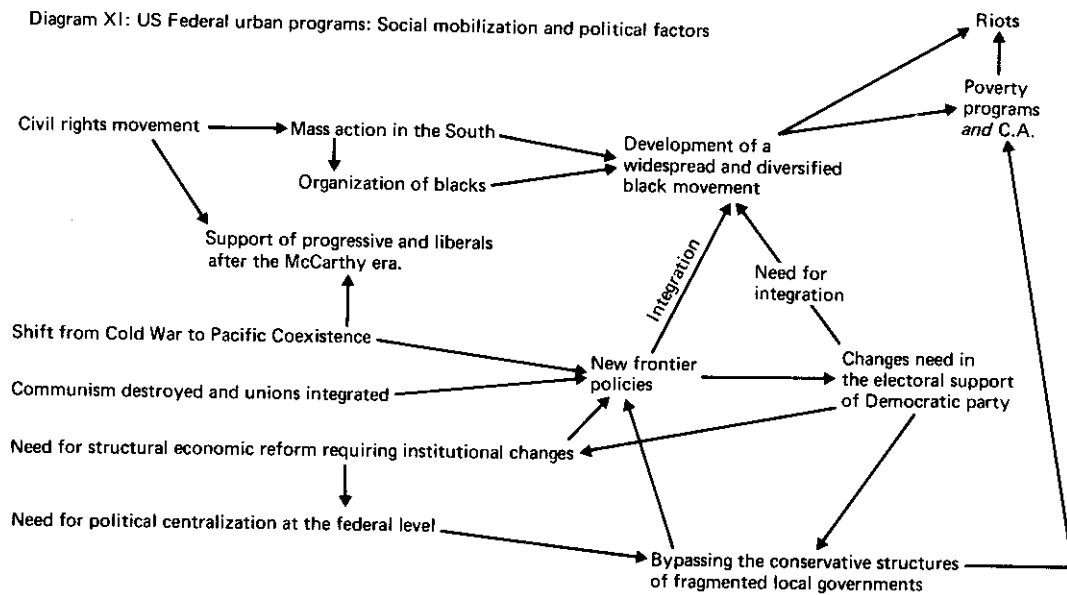 Diagram XI: US Federal urban programs: Social mobilization and political factors
Riots
Poverty
programs
and C.A.
Civil rights movement
Mass action in the South
Development of a
widespread and diversified
black movement
Organization of blacks
Support of progressive and liberals
after the McCarthy era.
Integration
Need for
integration
Shift from Cold War to Pacific Coexistence
New frontier
policies
Changes need in
the electoral support
of Democratic party
Communism destroyed and unions integrated
Need for structural economic reform requiring institutional changes
Need for political centralization at the federal level
Bypassing the conservative structures
of fragmented local governments